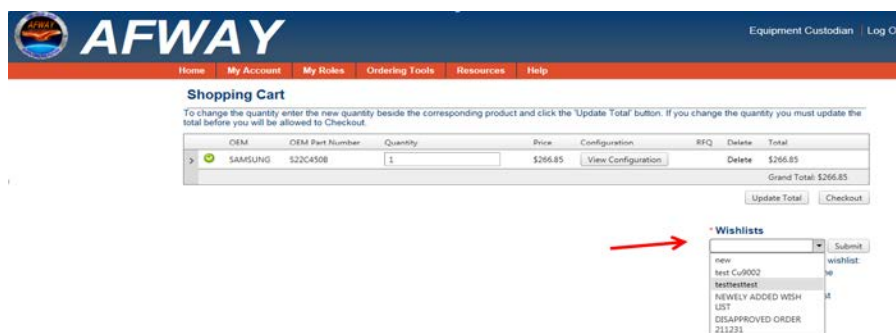 AFWAY
Equipment Custodian Log O
Home My Account My Roles Ordering Tools Resources Help
Shopping Cart
To change the quantity enter the new quantity beside the corresponding product and click the 'Update Total' button. If you change the quantity you must update the
total before you will be allowed to Checkout.
OEM OEM Part Number Quantity Price Configuration RFQ Delete Total
SAMSUNG S22C450B 1 $266.85 View Configuration Delete $266.85
Grand Total: $266.85
Update Total Checkout
* Wishlists
Submit
new wishlist
test Cu9002
testtesttest
NEWELY ADDED WISH
LIST
DISAPPROVED ORDER
211231